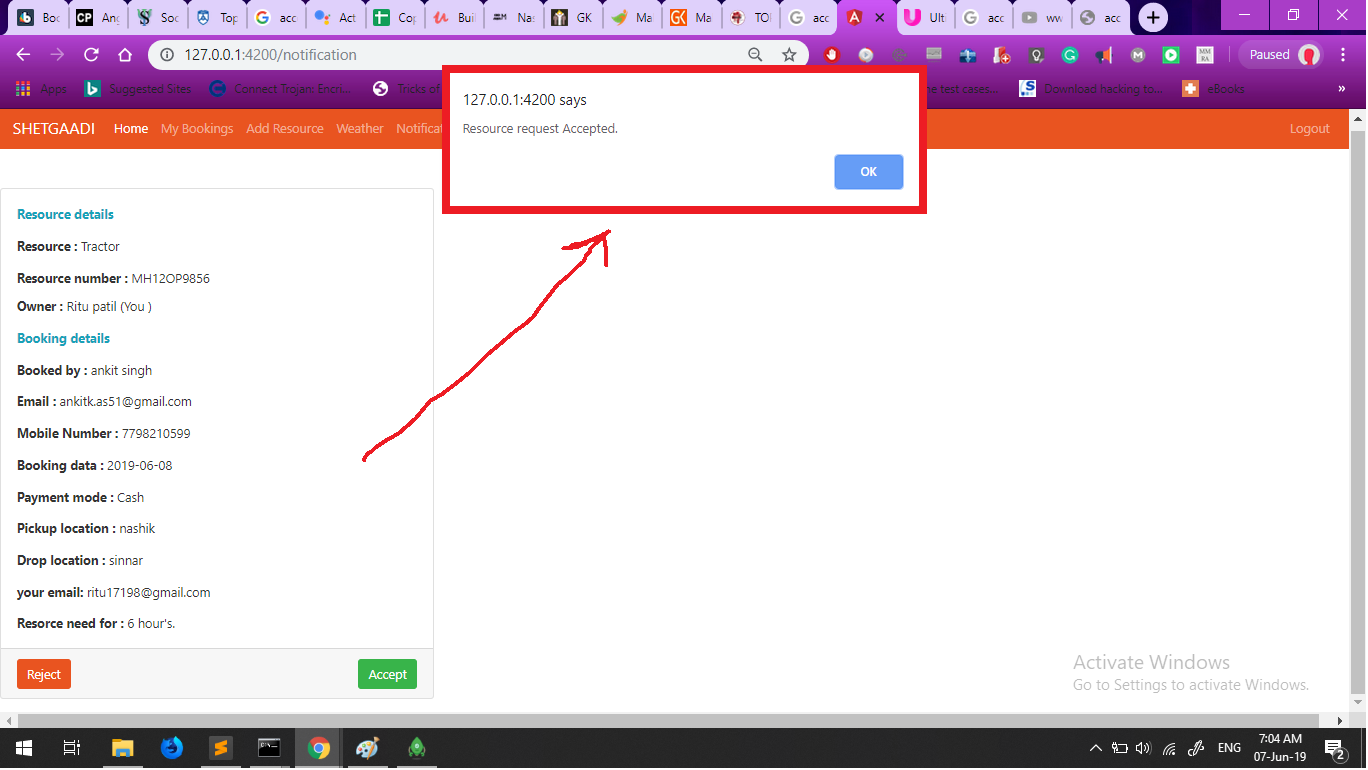 Boo
CP Ang
Soc
Top
acc
Act
Cop
Buil
Nas
GK
Ma
GK Ma
TO
acc
Ult
acc
ww
acc
127.0.0.1:4200/notification
Paused
Apps
Suggested Sites
Connect Trojan: Encri...
Tricks of
he test cases...
Download hacking to...
eBooks
»
127.0.0.1:4200 says
Resource request Accepted.
OK
SHETGAADI Home My Bookings Add Resource Weather Notificat Logout
Resource details
Resource : Tractor
Resource number : MH12OP9856
Owner : Ritu patil (You )
Booking details
Booked by : ankit singh
Email : ankitk.as51@gmail.com
Mobile Number : 7798210599
Booking data : 2019-06-08
Payment mode : Cash
Pickup location : nashik
Drop location : sinnar
your email: ritu17198@gmail.com
Resorce need for : 6 hour's.
Reject Accept
Activate Windows
Go to Settings to activate Windows.
ENG
7:04 AM
07-Jun-19
2